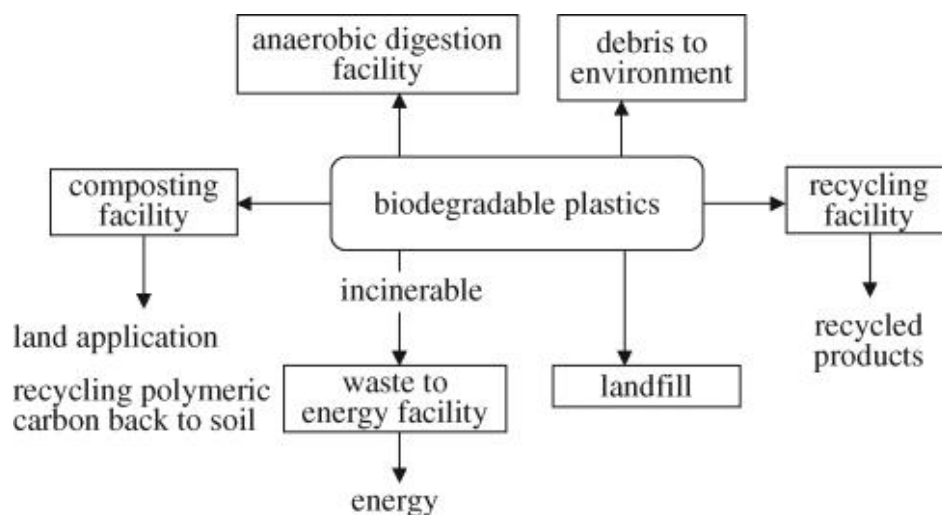 anaerobic digestion
facility
debris to
environment
composting
facility
biodegradable plastics
recycling
facility
incinerable
land application
recycling polymeric
carbon back to soil
waste to
energy facility
landfill
recycled
products
energy